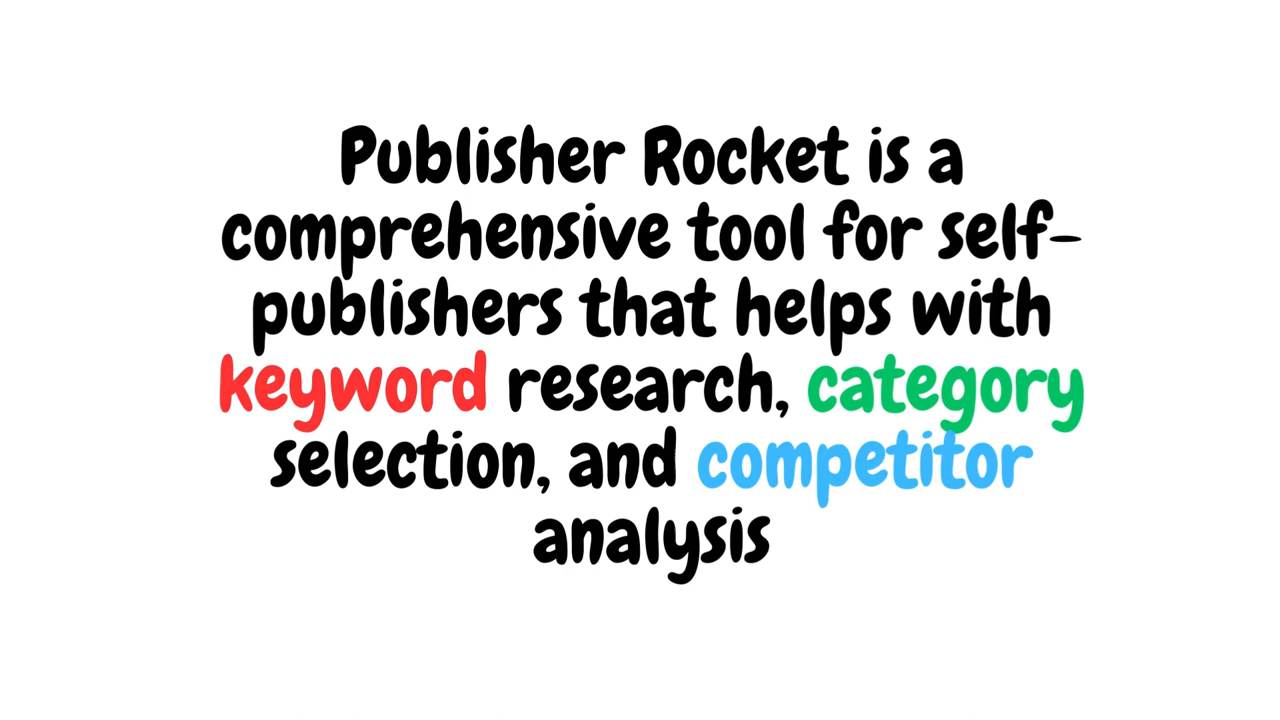 Publisher Rocket is a
comprehensive tool for self-
publishers that helps with
keyword research, category
selection, and competitor
analysis